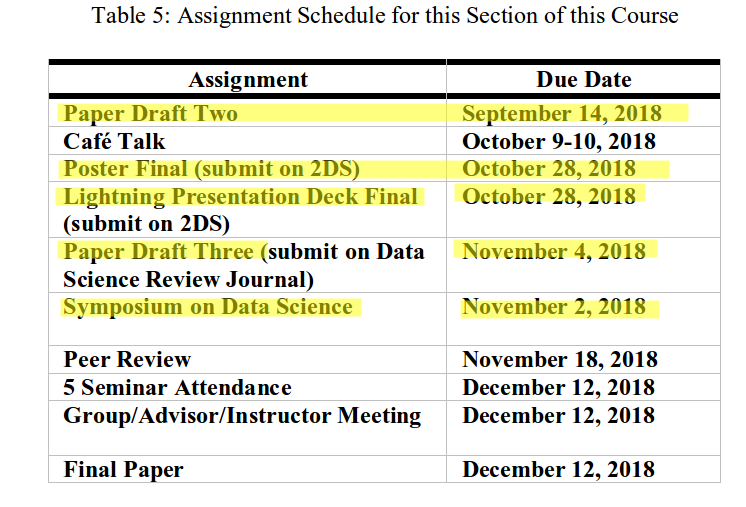 Table 5: Assignment Schedule for this Section of this Course
Assignment Due Date
Paper Draft Two September 14, 2018
Café Talk October 9-10, 2018
Poster Final (submit on 2DS) October 28, 2018
Lightning Presentation Deck Final October 28, 2018
(submit on 2DS)
Paper Draft Three (submit on Data November 4, 2018
Science Review Journal)
Symposium on Data Science November 2, 2018
Peer Review November 18, 2018
5 Seminar Attendance December 12, 2018
Group/Advisor/Instructor Meeting December 12, 2018
Final Paper December 12, 2018